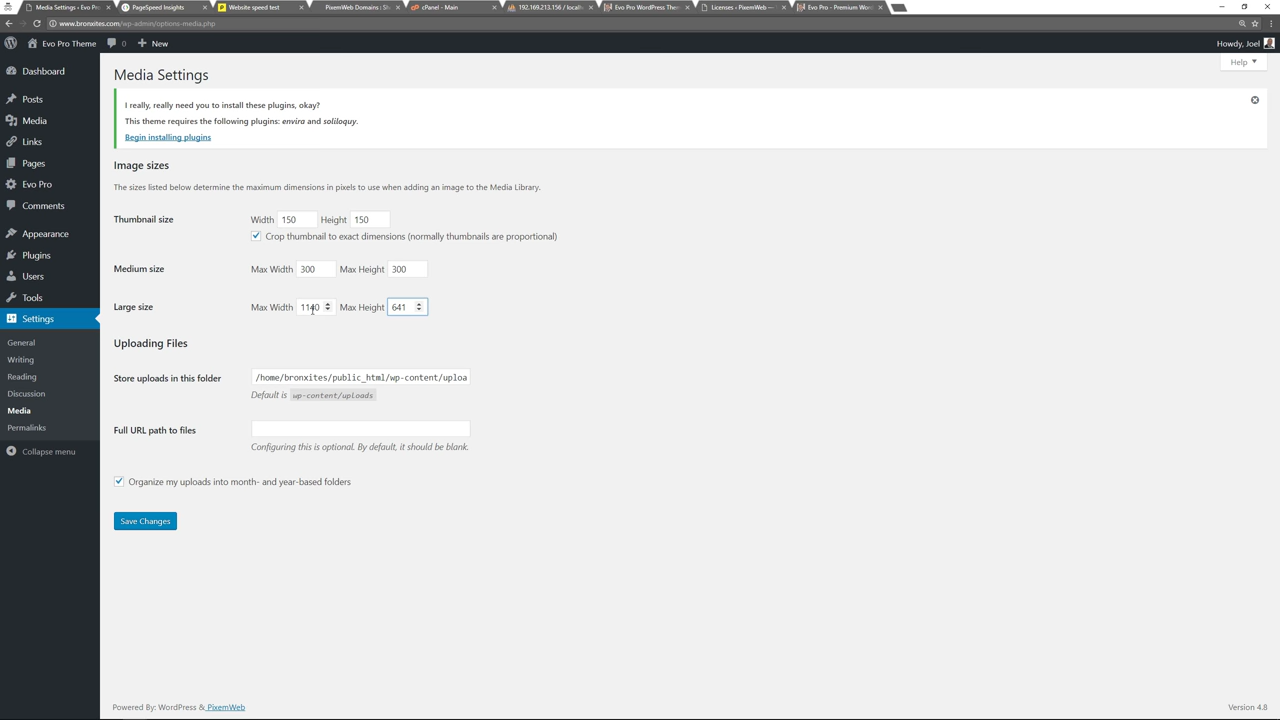 Media Settings ‹ Evo Pro
PageSpeed Insights
Website speed test
PixemWeb Domains : Sh
cPanel - Main
192.169.213.156 / localh
Evo Pro WordPress Them
Licenses ‹ PixemWeb —
Evo Pro - Premium Wor
www.bronxites.com/wp-admin/options-media.php
Evo Pro Theme 0 New Howdy, Joel
Help
Dashboard
Posts
Media
Links
Pages
Evo Pro
Comments
Appearance
Plugins
Users
Tools
Settings
General
Writing
Reading
Discussion
Media
Permalinks
Collapse menu
Media Settings
I really, really need you to install these plugins, okay?
This theme requires the following plugins: envira and soliloquy.
Begin installing plugins
Image sizes
The sizes listed below determine the maximum dimensions in pixels to use when adding an image to the Media Library.
Thumbnail size Width 150 Height 150
Crop thumbnail to exact dimensions (normally thumbnails are proportional)
Medium size Max Width 300 Max Height 300
Large size Max Width 1140 Max Height 641
Uploading Files
Store uploads in this folder /home/bronxites/public_html/wp-content/uploa
Default is wp-content/uploads
Full URL path to files
Configuring this is optional. By default, it should be blank.
Organize my uploads into month- and year-based folders
Save Changes
Powered By: WordPress & PixemWeb Version 4.8